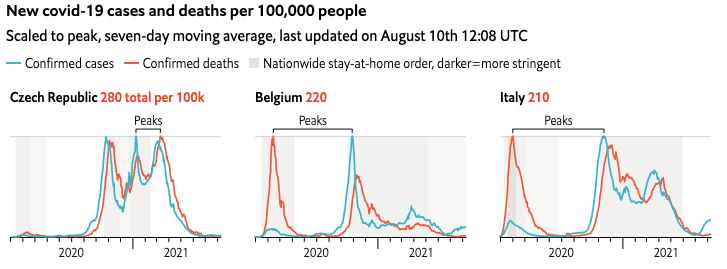 New covid-19 cases and deaths per 100,000 people
Scaled to peak, seven-day moving average, last updated on August 10th 12:08 UTC
Confirmed cases Confirmed deaths Nationwide stay-at-home order, darker=more stringent
Czech Republic 280 total per 100k
Peaks
2020 2021
Belgium 220
Peaks
2020 2021
Italy 210
Peaks
2020 2021